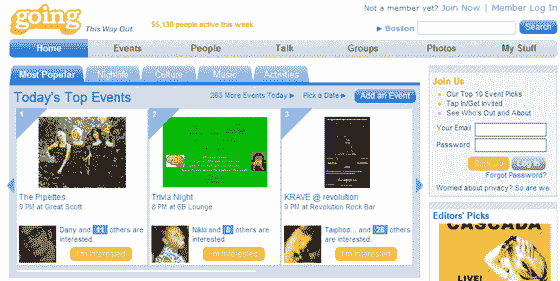 going
Not a member yet? Join Now | Member Log In
This Way Out.
55,130 people active this week
Boston
Search
Home Events People Talk Groups Photos My Stuff
Most Popular Nightlife Culture Music Activities
Today's Top Events
263 More Events Today
Pick a Date
Add an Event
1
2
3
The Pipettes
9 PM at Great Scott
Trivia Night
8 PM at 6B Lounge
KRAVE @ revolution
9 PM at Revolution Rock Bar
Dany and 11 others are
interested.
I'm Interested
Nikki and 8 others are
interested.
I'm Interested
Taiphoo... and 26 others are
interested.
I'm Interested
Join Us
Our Top 10 Event Picks
Tap In/Get Invited
See Who's Out and About
Your Email
Password
Sign Up
Log In
Forgot Password?
Worried about privacy? So are we.
Editors' Picks
CASCADA
LIVE!